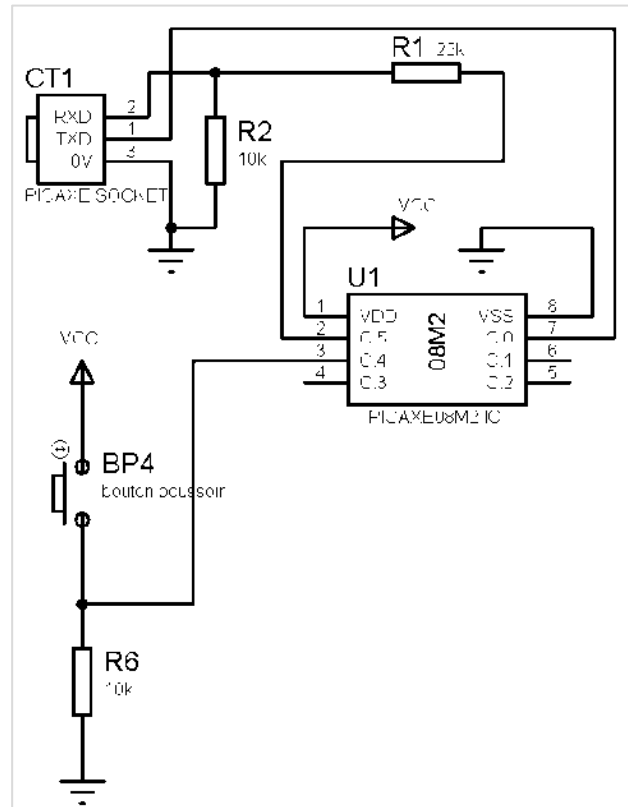 R1 22k
CT1
RXD 2
TXD 1
0V 3
PICAXE SOCKET
R2
10k
VCC
U1
1 VDD VSS 8
2 C.5 C.0 7
3 C.4 C.1 6
4 C.3 C.2 5
08M2
PICAXE08M2 IC
VCC
BP4
bouton poussoir
R6
10k